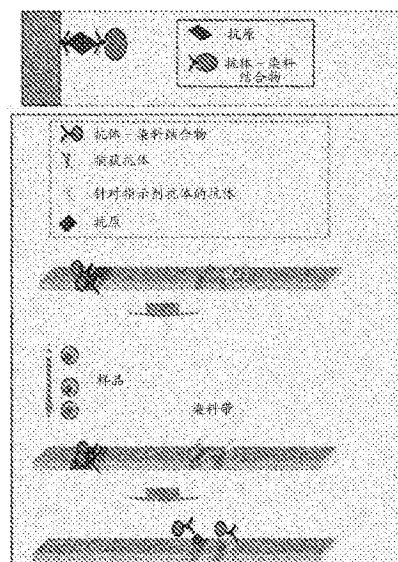 抗原
抗体-染料
结合物
抗体-染料结合物
捕获抗体
针对指示剂抗体的抗体
抗原
样品
染料带